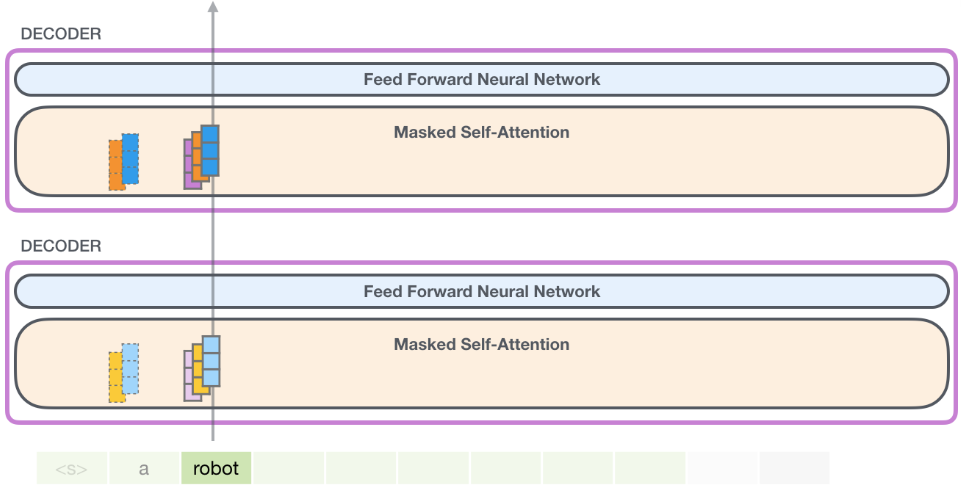 DECODER
Feed Forward Neural Network
Masked Self-Attention
DECODER
Feed Forward Neural Network
Masked Self-Attention
<s> a robot